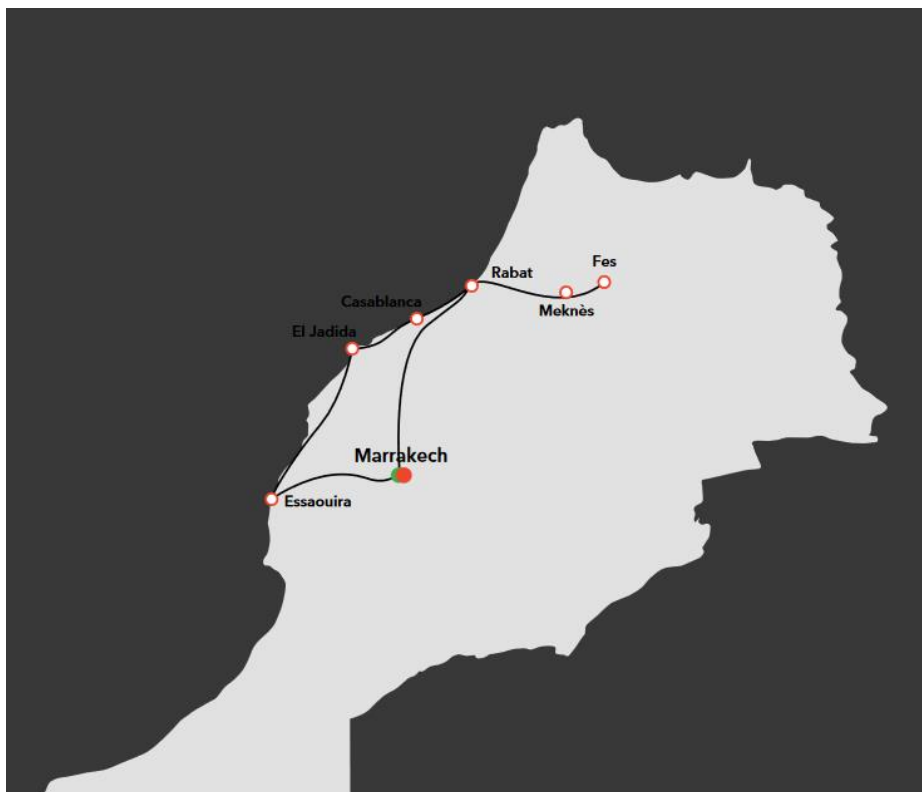 Fes
Rabat
Meknès
Casablanca
El Jadida
Marrakech
Essaouira